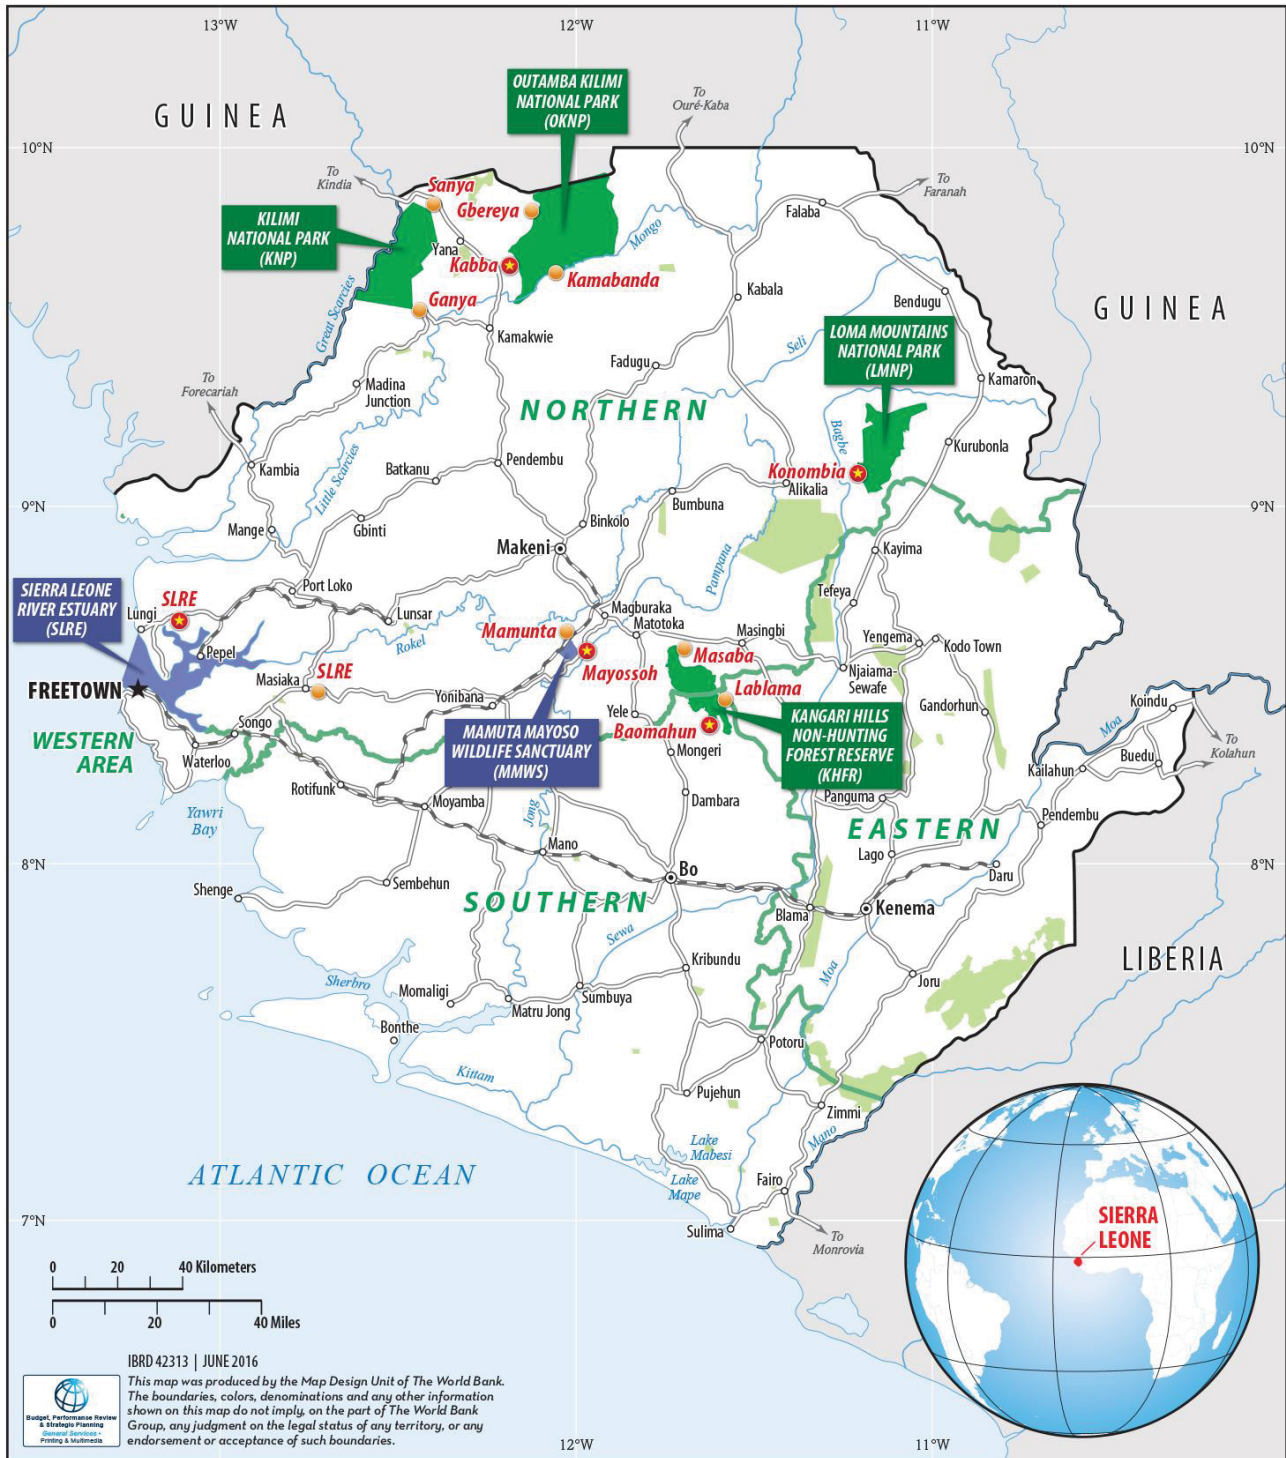 13°W
12°W
11°W
GUINEA
OUTAMBA KILIMI
NATIONAL PARK
(OKNP)
To
Ouré-Kaba
10°N
10°N
To
Kindia
Sanya
To
Faranah
Gbereya
Falaba
KILIMI
NATIONAL PARK
(KNP)
Yana
Mongo
Kabba
Kamabanda
Kabala
Bendugu
GUINEA
Ganya
Great Scarcies
Kamakwie
LOMA MOUNTAINS
NATIONAL PARK
(LMNP)
Seli
Fadugu
To
Forecariah
Madina
Junction
Kamaron
NORTHERN
Bagbe
Kurubonla
Kambia
Batkanu
Pendembu
Konombia
Alikalia
Little Scarcies
Bumbuna
9°N
9°N
Mange
Gbinti
Binkolo
Makeni
Kayima
Pampana
SIERRA LEONE
RIVER ESTUARY
(SLRE)
Port Loko
Tefeya
SLRE
Lungi
Lunsar
Magburaka
Matotoka
Mamunta
Rokel
Masingbi
Yengema
Kodo Town
Pepel
Mayossoh
Masaba
Njaiama-
Sewafe
FREETOWN
Masiaka
SLRE
Yonibana
Lablama
Gandorhun
Koindu
Moa
Yele
Songo
Baomahun
MAMUTA MAYOSO
WILDLIFE SANCTUARY
(MMWS)
KANGARI HILLS
NON-HUNTING
FOREST RESERVE
(KHFR)
To
Kolahun
WESTERN
AREA
Waterloo
Mongeri
Buedu
Kailahun
Rotifunk
Dambara
Panguma
Yawri
Bay
Moyamba
Jong
Pendembu
EASTERN
Mano
Lago
8°N
8°N
Bo
Daru
Shenge
Sembehun
SOUTHERN
Blama
Kenema
Sewa
LIBERIA
Kribundu
Moa
Joru
Sherbro
Momaligi
Sumbuya
Matru Jong
Bonthe
Potoru
Kittam
Pujehun
Zimmi
Mano
Lake
Mabesi
ATLANTIC OCEAN
Lake
Mape
Fairo
7°N
Sulima
To
Monrovia
SIERRA
LEONE
0 20 40 Kilometers
0 20 40 Miles
IBRD 42313 | JUNE 2016
This map was produced by the Map Design Unit of The World Bank.
The boundaries, colors, denominations and any other information
shown on this map do not imply, on the part of The World Bank
Group, any judgment on the legal status of any territory, or any
endorsement or acceptance of such boundaries.
Budget, Performance Review
& Strategic Planning
General Services •
Printing & Multimedia
12°W
11°W